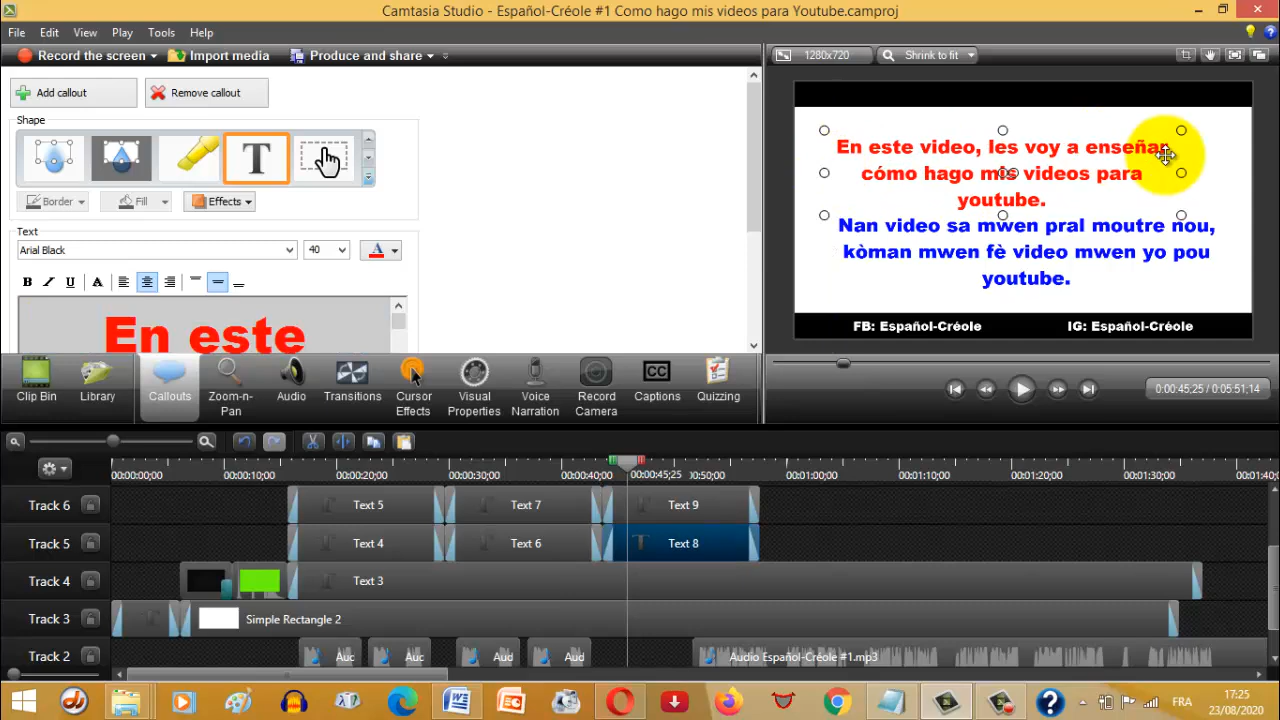 Camtasia Studio - Español-Créole #1 Como hago mis videos para Youtube.camproj
File Edit View Play Tools Help
Record the screen Import media Produce and share
1280x720 Shrink to fit
Add callout Remove callout
Shape
T
Border Fill Effects
Text
Arial Black 40 A
B I U A
En este
En este video, les voy a enseñar
cómo hago mis videos para
youtube.
Nan video sa mwen pral moutre nou,
kòman mwen fè video mwen yo pou
youtube.
FB: Español-Créole IG: Español-Créole
0:00:45,25 / 0:05:51,14
Clip Bin Library Callouts Zoom-n-Pan Audio Transitions Cursor Effects Visual Properties Voice Narration Record Camera CC Captions Quizzing
00:00:00;00 00:00:10;00 00:00:20;00 00:00:30;00 00:00:40;00 00:00:45;25 00:50;00 00:01:00;00 00:01:10;00 00:01:20;00 00:01:30;00 00:01:40;0
Track 6 Text 5 Text 7 Text 9
Track 5 Text 4 Text 6 Text 8
Track 4 Text 3
Track 3 Simple Rectangle 2
Track 2 Auc Auc Aud Aud Audio Español-Créole #1.mp3
FRA 17:25
23/08/2020